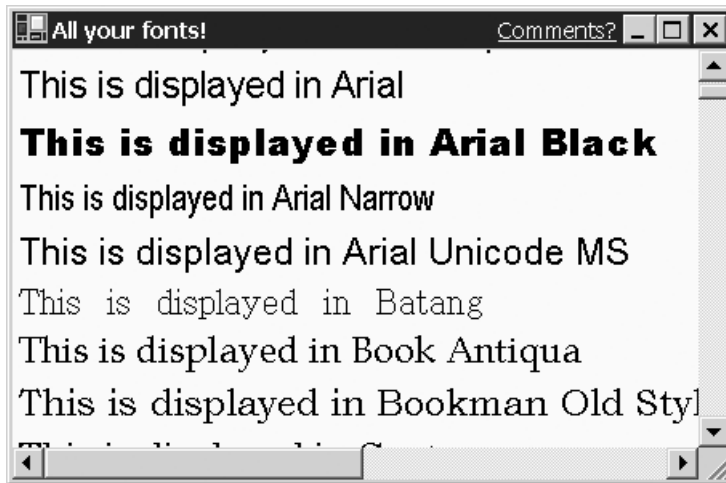 All your fonts! Comments?
This is displayed in Arial
This is displayed in Arial Black
This is displayed in Arial Narrow
This is displayed in Arial Unicode MS
This is displayed in Batang
This is displayed in Book Antiqua
This is displayed in Bookman Old Styl